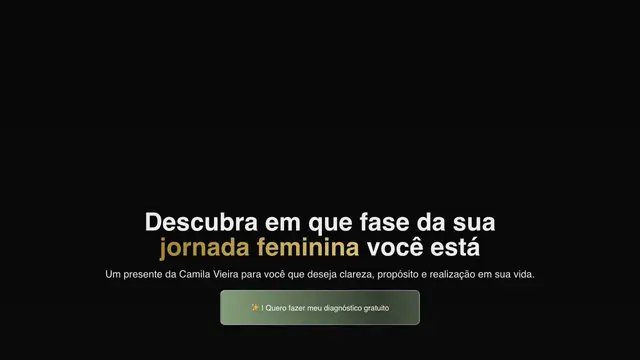 Descubra em que fase da sua
jornada feminina você está
Um presente da Camila Vieira para você que deseja clareza, propósito e realização em sua vida.
✨ I Quero fazer meu diagnóstico gratuito